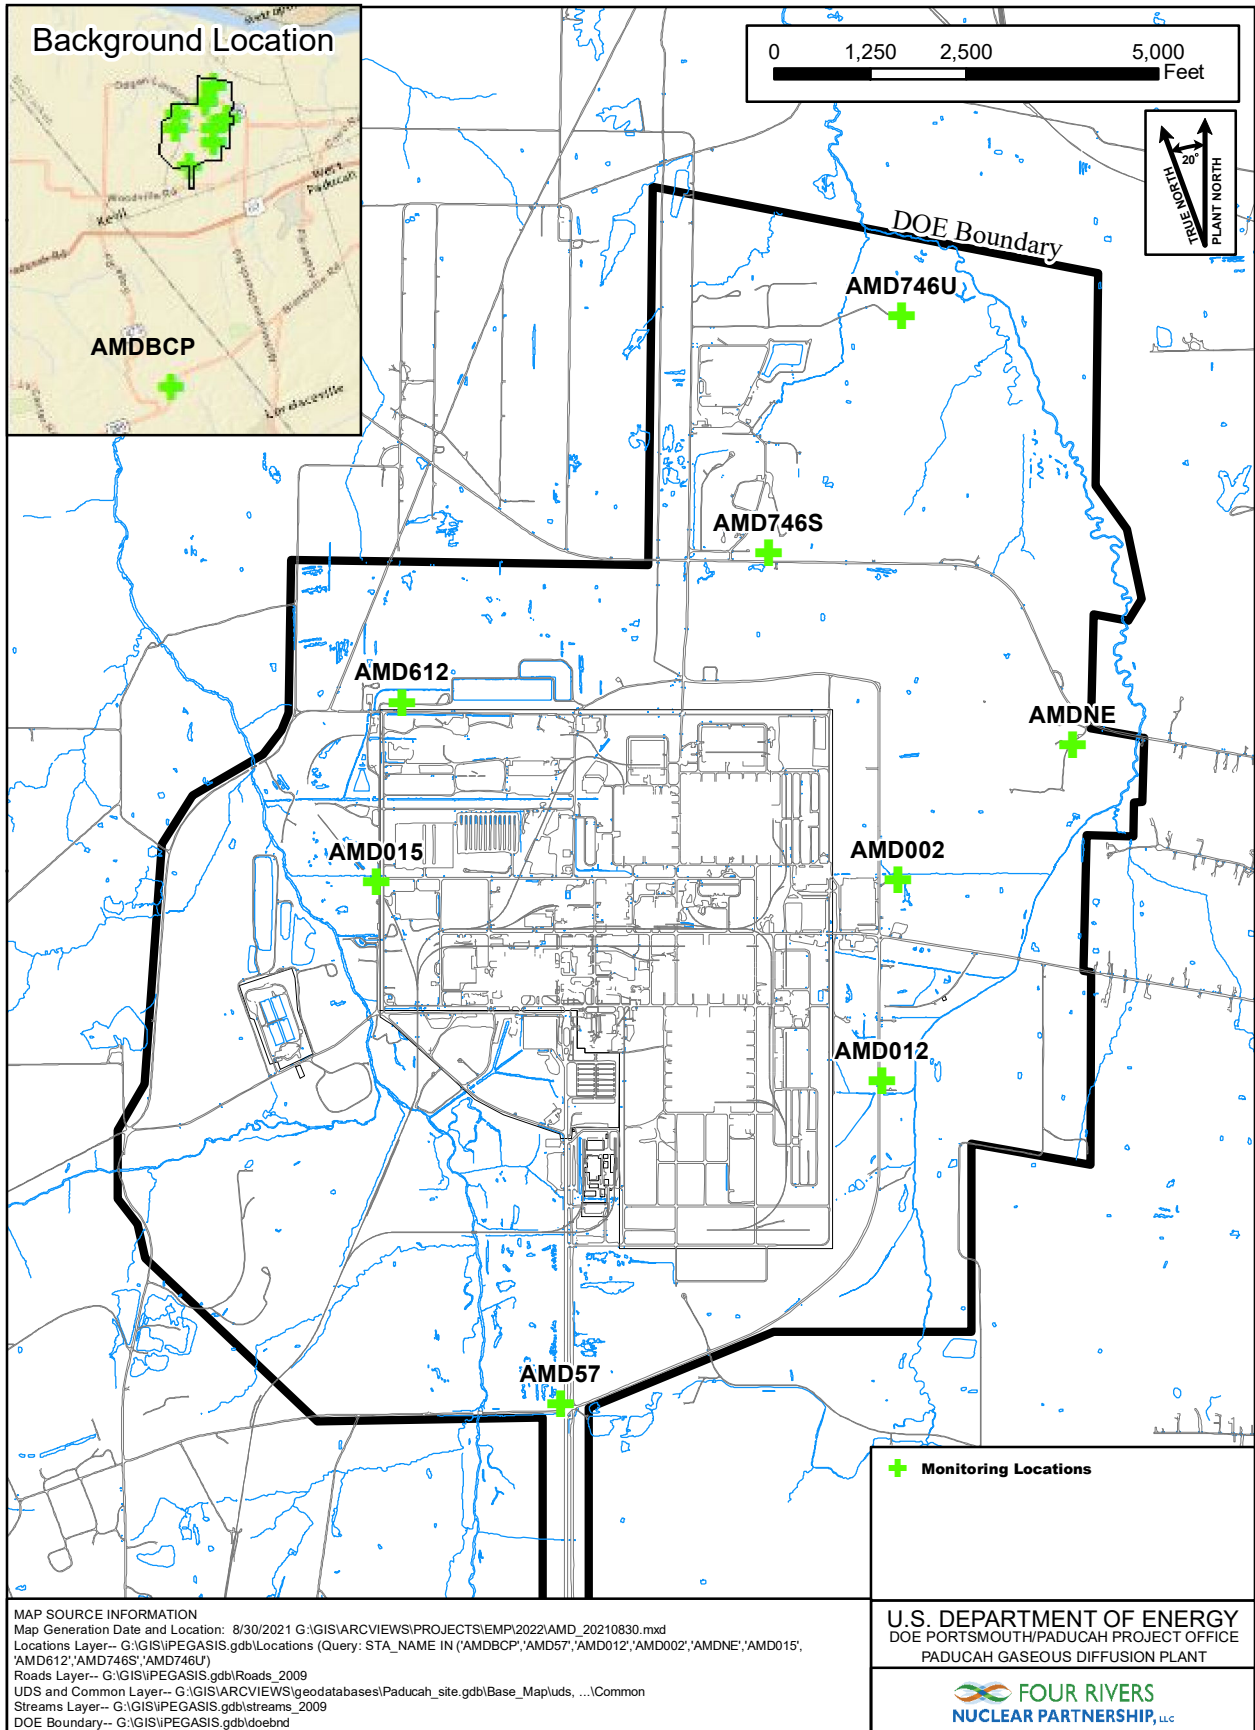 Background Location
West
Paducah
Woodville Rd
Kevil
AMDBCP
0 1,250 2,500 5,000
Feet
20°
TRUE NORTH
PLANT NORTH
DOE Boundary
AMD746U
AMD746S
AMD612
AMDNE
AMD015
AMD002
AMD012
AMD57
Monitoring Locations
MAP SOURCE INFORMATION
Map Generation Date and Location: 8/30/2021 G:\GIS\ARCVIEWS\PROJECTS\EMP\2022\AMD_20210830.mxd
Locations Layer-- G:\GIS\iPEGASIS.gdb\Locations (Query: STA_NAME IN ('AMDBCP','AMD57','AMD012','AMD002','AMDNE','AMD015',
'AMD612','AMD746S','AMD746U')
Roads Layer-- G:\GIS\iPEGASIS.gdb\Roads_2009
UDS and Common Layer-- G:\GIS\ARCVIEWS\geodatabases\Paducah_site.gdb\Base_Map\uds, ...\Common
Streams Layer-- G:\GIS\iPEGASIS.gdb\streams_2009
DOE Boundary-- G:\GIS\iPEGASIS.gdb\doebnd
U.S. DEPARTMENT OF ENERGY
DOE PORTSMOUTH/PADUCAH PROJECT OFFICE
PADUCAH GASEOUS DIFFUSION PLANT
FOUR RIVERS
NUCLEAR PARTNERSHIP, LLC